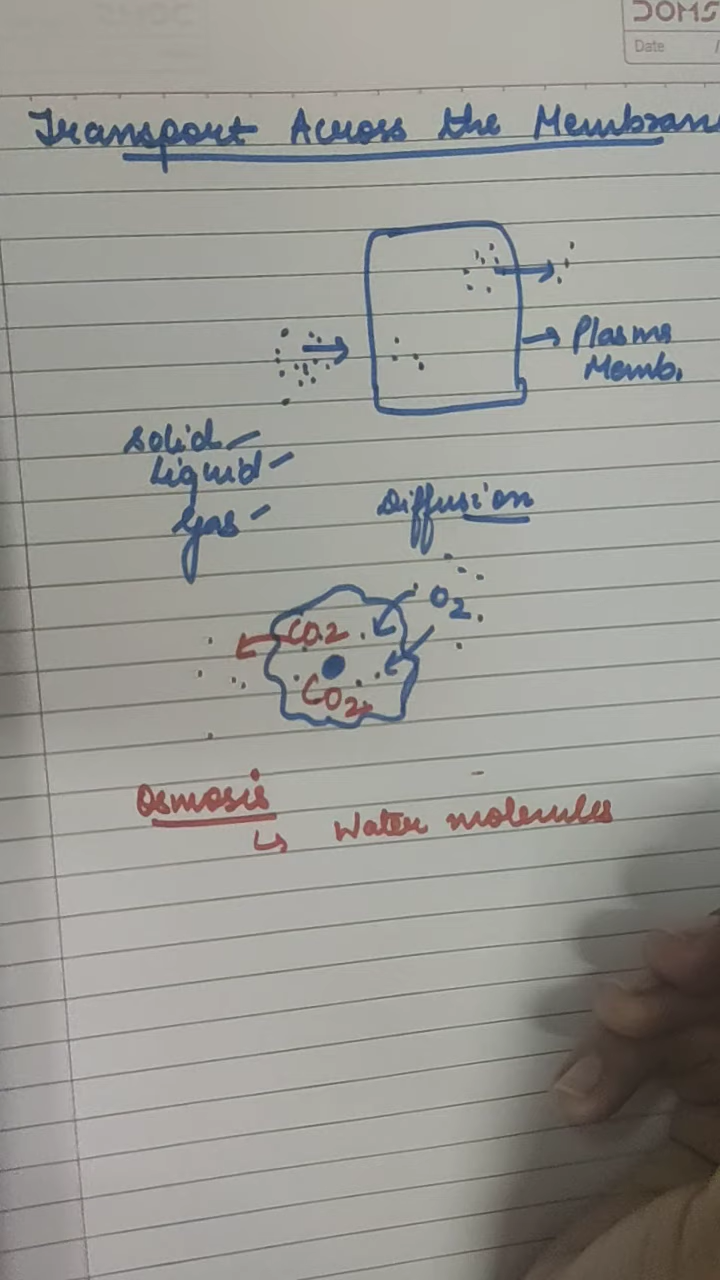 DOMS
Date /
Transport Across the Membran
Plasma
Memb.
Solid
Liquid
Gas
Diffusion
O2
CO2
CO2
Osmosis
↳ Water molecules